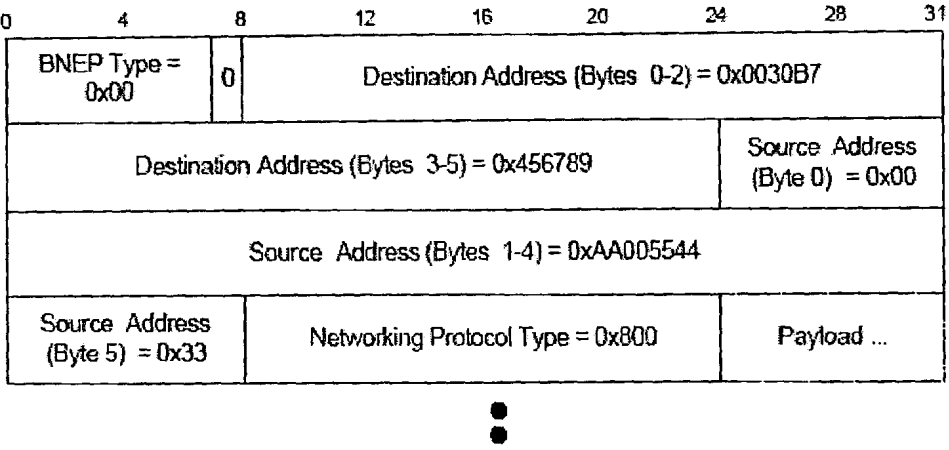 0 4 8 12 16 20 24 28 31
BNEP Type =
0x00
0
Destination Address (Bytes 0-2) = 0x0030B7
Destination Address (Bytes 3-5) = 0x456789
Source Address
(Byte 0) = 0x00
Source Address (Bytes 1-4) = 0xAA005544
Source Address
(Byte 5) = 0x33
Networking Protocol Type = 0x800
Payload ...